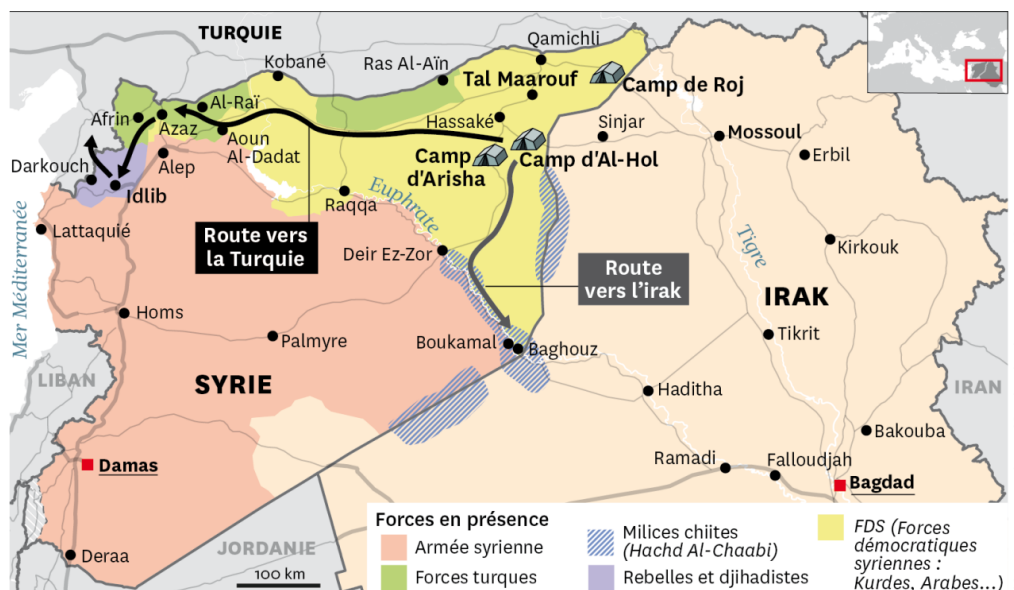 TURQUIE
Qamichli
Kobané
Ras Al-Aïn
Tal Maarouf
Camp de Roj
Al-Raï
Afrin
Azaz
Hassaké
Sinjar
Mossoul
Aoun
Al-Dadat
Camp
d'Arisha
Camp d'Al-Hol
Erbil
Darkouch
Alep
Idlib
Raqqa
Euphrate
Mer Méditerranée
Lattaquié
Route vers
la Turquie
Deir Ez-Zor
Tigre
Kirkouk
Route
vers l'irak
IRAK
Homs
Palmyre
Boukamal
Baghouz
Tikrit
LIBAN
SYRIE
Haditha
IRAN
Bakouba
Damas
Ramadi
Falloudjah
Bagdad
Deraa
JORDANIE
100 km
Forces en présence
Armée syrienne
Forces turques
Milices chiites
(Hachd Al-Chaabi)
Rebelles et djihadistes
FDS (Forces
démocratiques
syriennes :
Kurdes, Arabes...)